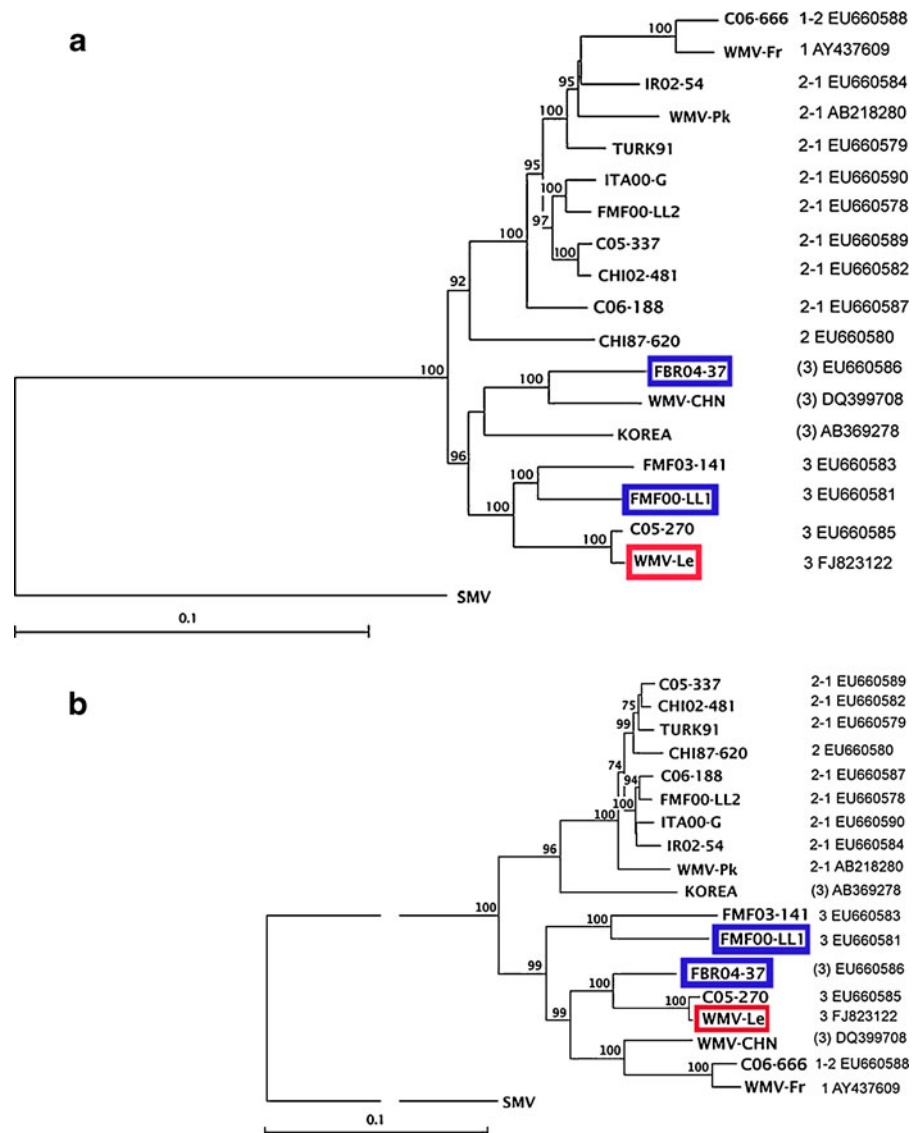 a
C06-666 1-2 EU660588
100
WMV-Fr 1 AY437609
95
IR02-54 2-1 EU660584
WMV-Pk 2-1 AB218280
100
TURK91 2-1 EU660579
95
ITA00-G 2-1 EU660590
100
FMF00-LL2 2-1 EU660578
97
C05-337 2-1 EU660589
100
100
CHI02-481 2-1 EU660582
92
C06-188 2-1 EU660587
CHI87-620 2 EU660580
100
FBR04-37 (3) EU660586
100
WMV-CHN (3) DQ399708
KOREA (3) AB369278
96
FMF03-141 3 EU660583
100
FMF00-LL1 3 EU660581
100
C05-270 3 EU660585
100
WMV-Le 3 FJ823122
SMV
0.1
b
C05-337 2-1 EU660589
75
CHI02-481 2-1 EU660582
99
TURK91 2-1 EU660579
CHI87-620 2 EU660580
74
C06-188 2-1 EU660587
94
FMF00-LL2 2-1 EU660578
100
100
ITA00-G 2-1 EU660590
IR02-54 2-1 EU660584
96
WMV-Pk 2-1 AB218280
KOREA (3) AB369278
100
FMF03-141 3 EU660583
100
FMF00-LL1 3 EU660581
99
FBR04-37 (3) EU660586
C05-270 3 EU660585
100
WMV-Le 3 FJ823122
99
WMV-CHN (3) DQ399708
100
C06-666 1-2 EU660588
100
WMV-Fr 1 AY437609
SMV
0.1